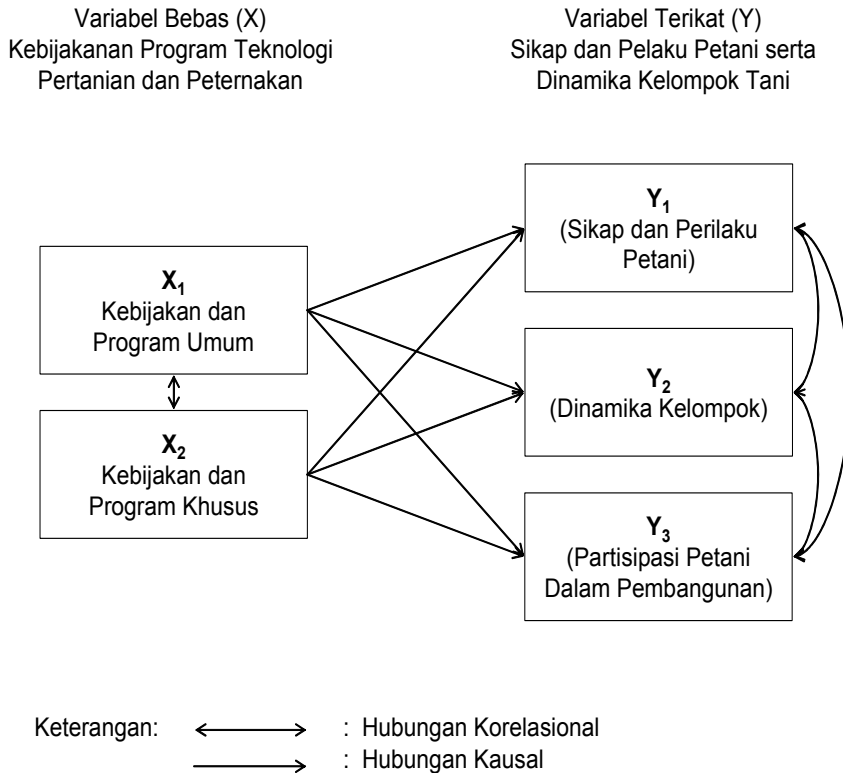 Variabel Bebas (X)
Kebijakanan Program Teknologi
Pertanian dan Peternakan
Variabel Terikat (Y)
Sikap dan Pelaku Petani serta
Dinamika Kelompok Tani
X₁
Kebijakan dan
Program Umum
X₂
Kebijakan dan
Program Khusus
Y₁
(Sikap dan Perilaku
Petani)
Y₂
(Dinamika Kelompok)
Y₃
(Partisipasi Petani
Dalam Pembangunan)
Keterangan: : Hubungan Korelasional
: Hubungan Kausal